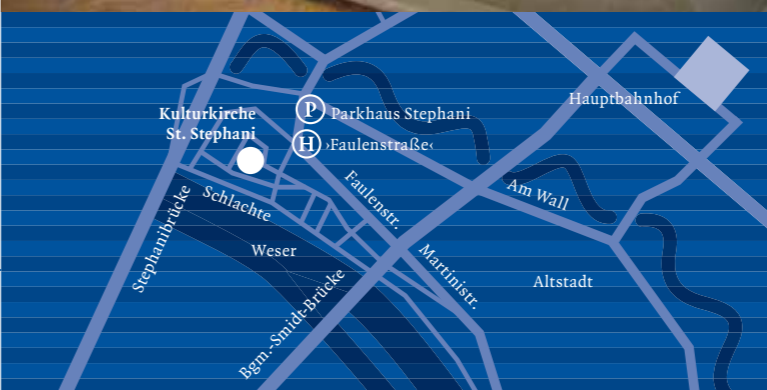 Hauptbahnhof
Kulturkirche
St. Stephani
P
Parkhaus Stephani
H
›Faulenstraße‹
Faulenstr.
Am Wall
Schlachte
Stephanibrücke
Weser
Martinistr.
Altstadt
Bgm.-Smidt-Brücke